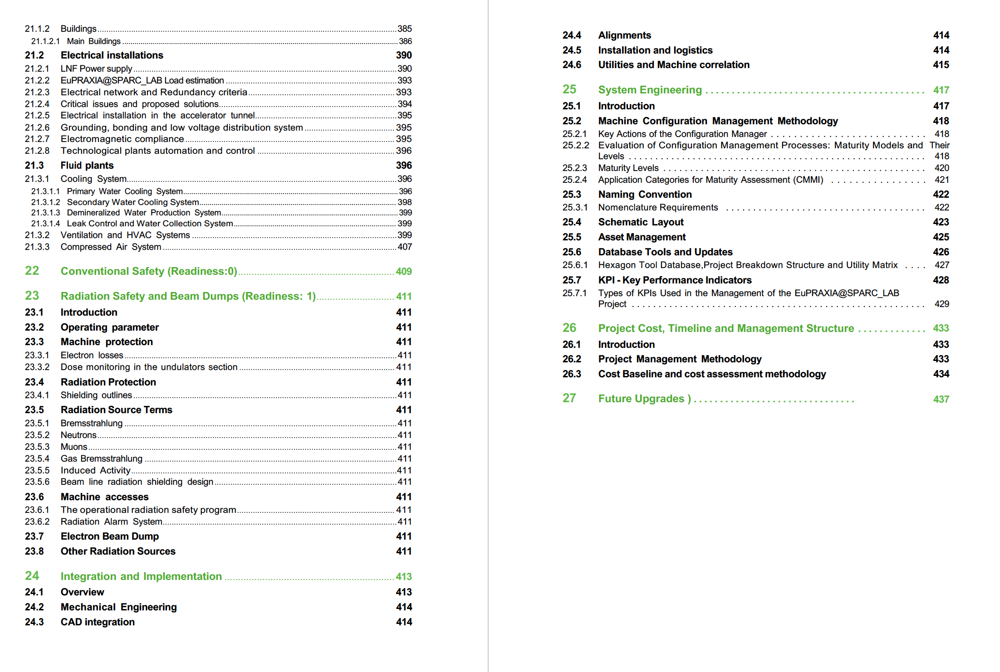 21.1.2 Buildings 385
21.1.2.1 Main Buildings 386
21.2 Electrical installations 390
21.2.1 LNF Power supply 390
21.2.2 EuPRAXIA@SPARC_LAB Load estimation 393
21.2.3 Electrical network and Redundancy criteria 393
21.2.4 Critical issues and proposed solutions 394
21.2.5 Electrical installation in the accelerator tunnel 395
21.2.6 Grounding, bonding and low voltage distribution system 395
21.2.7 Electromagnetic compliance 395
21.2.8 Technological plants automation and control 396
21.3 Fluid plants 396
21.3.1 Cooling System 396
21.3.1.1 Primary Water Cooling System 396
21.3.1.2 Secondary Water Cooling System 398
21.3.1.3 Demineralized Water Production System 399
21.3.1.4 Leak Control and Water Collection System 399
21.3.2 Ventilation and HVAC Systems 399
21.3.3 Compressed Air System 407
22 Conventional Safety (Readiness:0) 409
23 Radiation Safety and Beam Dumps (Readiness: 1) 411
23.1 Introduction 411
23.2 Operating parameter 411
23.3 Machine protection 411
23.3.1 Electron losses 411
23.3.2 Dose monitoring in the undulators section 411
23.4 Radiation Protection 411
23.4.1 Shielding outlines 411
23.5 Radiation Source Terms 411
23.5.1 Bremsstrahlung 411
23.5.2 Neutrons 411
23.5.3 Muons 411
23.5.4 Gas Bremsstrahlung 411
23.5.5 Induced Activity 411
23.5.6 Beam line radiation shielding design 411
23.6 Machine accesses 411
23.6.1 The operational radiation safety program 411
23.6.2 Radiation Alarm System 411
23.7 Electron Beam Dump 411
23.8 Other Radiation Sources 411
24 Integration and Implementation 413
24.1 Overview 413
24.2 Mechanical Engineering 414
24.3 CAD integration 414
24.4 Alignments 414
24.5 Installation and logistics 414
24.6 Utilities and Machine correlation 415
25 System Engineering 417
25.1 Introduction 417
25.2 Machine Configuration Management Methodology 418
25.2.1 Key Actions of the Configuration Manager 418
25.2.2 Evaluation of Configuration Management Processes: Maturity Models and Their
Levels 418
25.2.3 Maturity Levels 420
25.2.4 Application Categories for Maturity Assessment (CMMI) 421
25.3 Naming Convention 422
25.3.1 Nomenclature Requirements 422
25.4 Schematic Layout 423
25.5 Asset Management 425
25.6 Database Tools and Updates 426
25.6.1 Hexagon Tool Database,Project Breakdown Structure and Utility Matrix 427
25.7 KPI - Key Performance Indicators 428
25.7.1 Types of KPIs Used in the Management of the EuPRAXIA@SPARC_LAB
Project 429
26 Project Cost, Timeline and Management Structure 433
26.1 Introduction 433
26.2 Project Management Methodology 433
26.3 Cost Baseline and cost assessment methodology 434
27 Future Upgrades ) 437